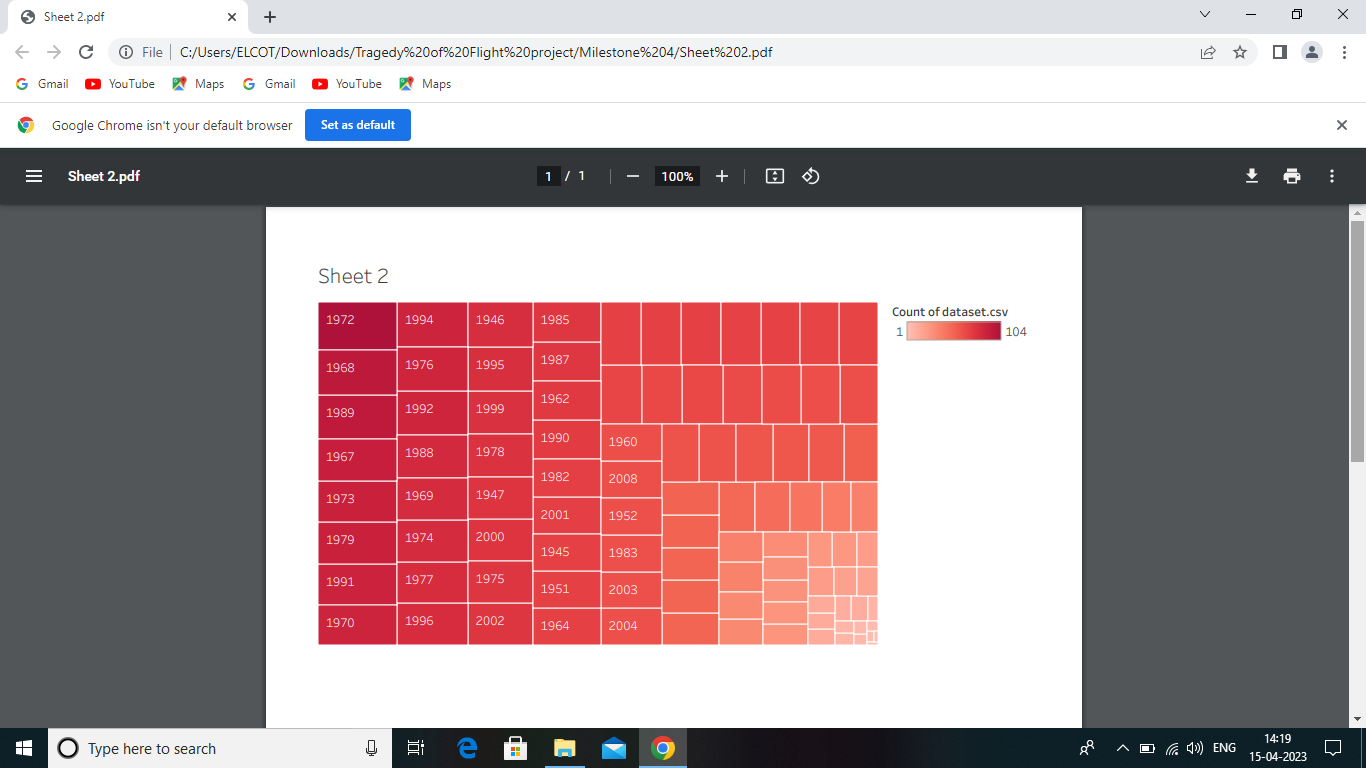 Sheet 2.pdf
File
C:/Users/ELCOT/Downloads/Tragedy%20of%20Flight%20project/Milestone%204/Sheet%202.pdf
Gmail YouTube Maps Gmail YouTube Maps
Google Chrome isn't your default browser Set as default
Sheet 2.pdf 1 / 1 100%
Sheet 2
Count of dataset.csv
1 104
1972 1994 1946 1985
1968 1976 1995 1987
1989 1992 1999 1962
1967 1988 1978 1990 1960
1973 1969 1947 1982 2008
1979 1974 2000 2001 1952
1991 1977 1975 1945 1983
1951 2003
1970 1996 2002 1964 2004
Type here to search
ENG
14:19
15-04-2023